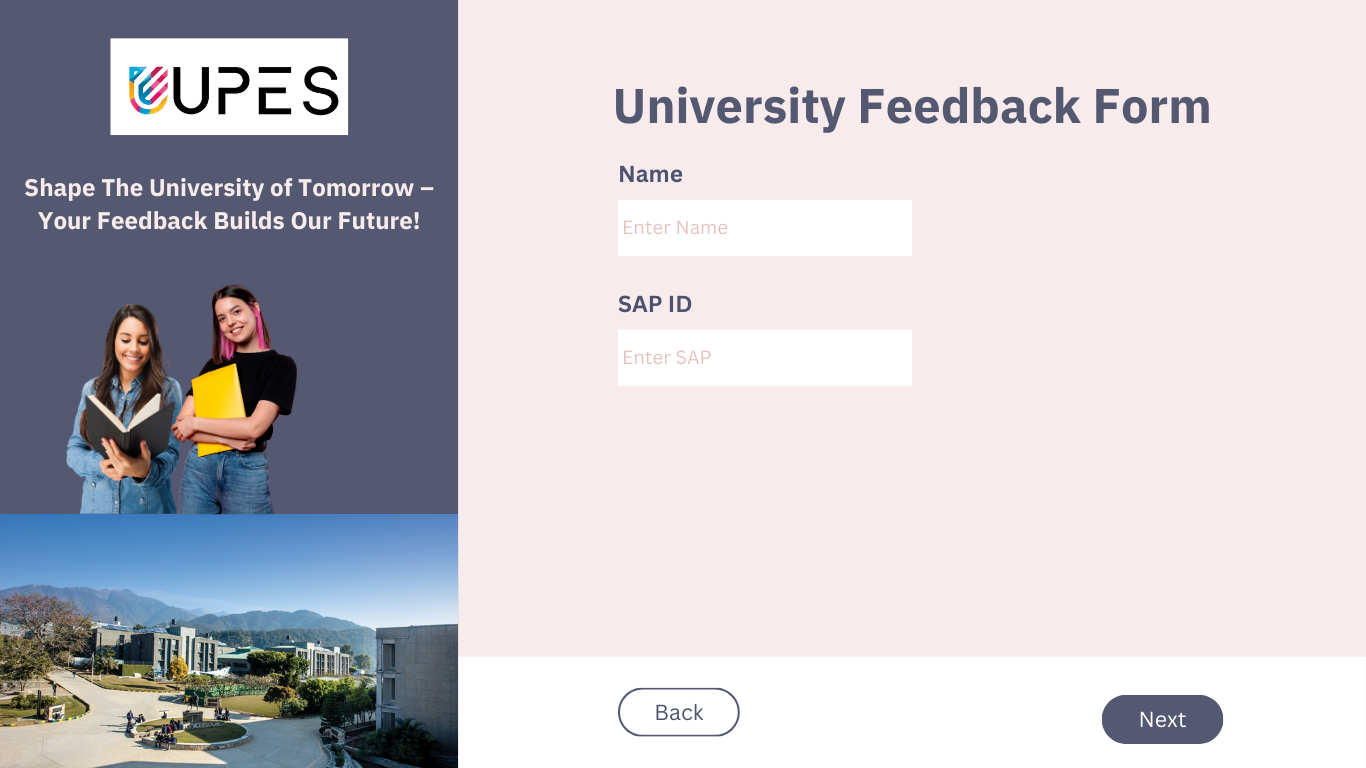 UPES
Shape The University of Tomorrow –
Your Feedback Builds Our Future!
University Feedback Form
Name
Enter Name
SAP ID
Enter SAP
Back
Next